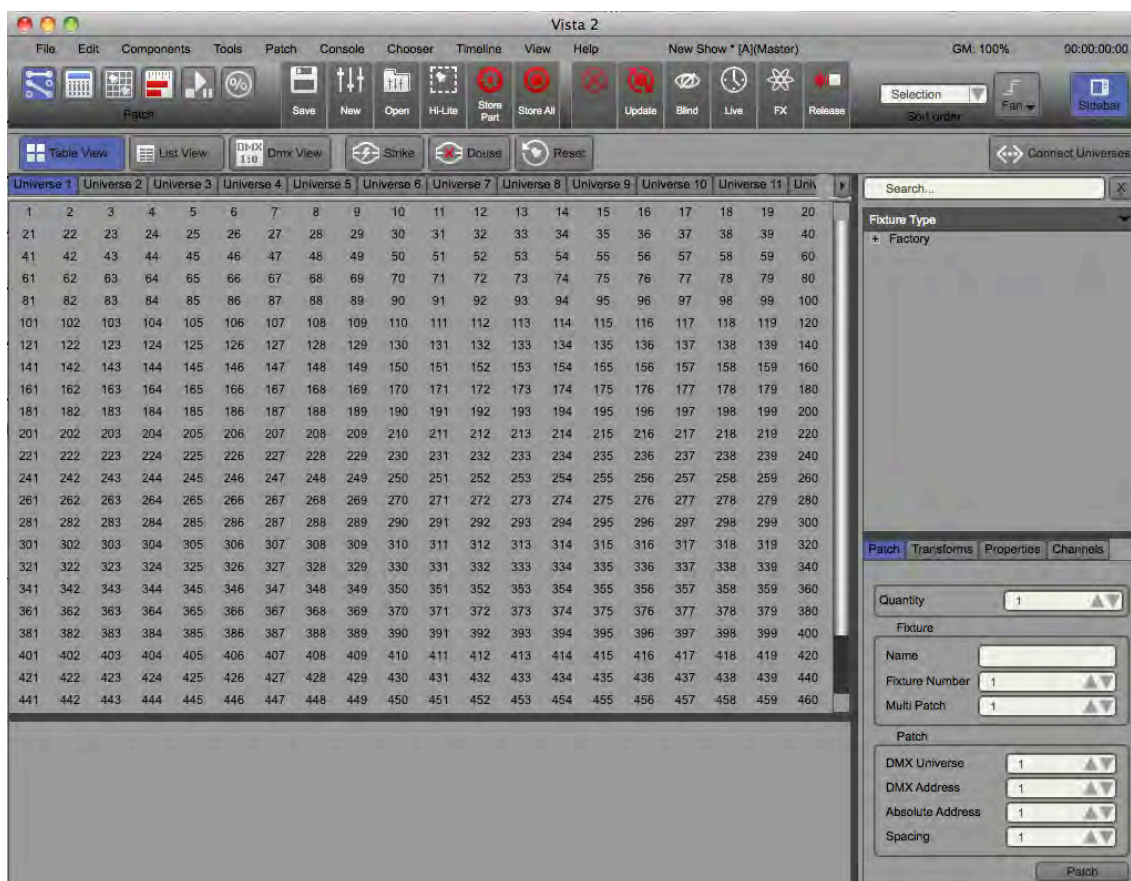 Vista 2
File Edit Components Tools Patch Console Chooser Timeline View Help New Show * [A](Master) GM: 100% 00:00:00:00
Patch
Save New Open Hi-Lite Store Part Store All Update Blind Live FX Release
Selection
Sort order
Fan
Sidebar
Table View List View DMX 1:0 Dmx View Strike Douse Reset Connect Universes
Universe 1 Universe 2 Universe 3 Universe 4 Universe 5 Universe 6 Universe 7 Universe 8 Universe 9 Universe 10 Universe 11 Univ
1 2 3 4 5 6 7 8 9 10 11 12 13 14 15 16 17 18 19 20
21 22 23 24 25 26 27 28 29 30 31 32 33 34 35 36 37 38 39 40
41 42 43 44 45 46 47 48 49 50 51 52 53 54 55 56 57 58 59 60
61 62 63 64 65 66 67 68 69 70 71 72 73 74 75 76 77 78 79 80
81 82 83 84 85 86 87 88 89 90 91 92 93 94 95 96 97 98 99 100
101 102 103 104 105 106 107 108 109 110 111 112 113 114 115 116 117 118 119 120
121 122 123 124 125 126 127 128 129 130 131 132 133 134 135 136 137 138 139 140
141 142 143 144 145 146 147 148 149 150 151 152 153 154 155 156 157 158 159 160
161 162 163 164 165 166 167 168 169 170 171 172 173 174 175 176 177 178 179 180
181 182 183 184 185 186 187 188 189 190 191 192 193 194 195 196 197 198 199 200
201 202 203 204 205 206 207 208 209 210 211 212 213 214 215 216 217 218 219 220
221 222 223 224 225 226 227 228 229 230 231 232 233 234 235 236 237 238 239 240
241 242 243 244 245 246 247 248 249 250 251 252 253 254 255 256 257 258 259 260
261 262 263 264 265 266 267 268 269 270 271 272 273 274 275 276 277 278 279 280
281 282 283 284 285 286 287 288 289 290 291 292 293 294 295 296 297 298 299 300
301 302 303 304 305 306 307 308 309 310 311 312 313 314 315 316 317 318 319 320
321 322 323 324 325 326 327 328 329 330 331 332 333 334 335 336 337 338 339 340
341 342 343 344 345 346 347 348 349 350 351 352 353 354 355 356 357 358 359 360
361 362 363 364 365 366 367 368 369 370 371 372 373 374 375 376 377 378 379 380
381 382 383 384 385 386 387 388 389 390 391 392 393 394 395 396 397 398 399 400
401 402 403 404 405 406 407 408 409 410 411 412 413 414 415 416 417 418 419 420
421 422 423 424 425 426 427 428 429 430 431 432 433 434 435 436 437 438 439 440
441 442 443 444 445 446 447 448 449 450 451 452 453 454 455 456 457 458 459 460
Search... X
Fixture Type
+ Factory
Patch Transforms Properties Channels
Quantity 1
Fixture
Name
Fixture Number 1
Multi Patch 1
Patch
DMX Universe 1
DMX Address 1
Absolute Address 1
Spacing 1
Patch